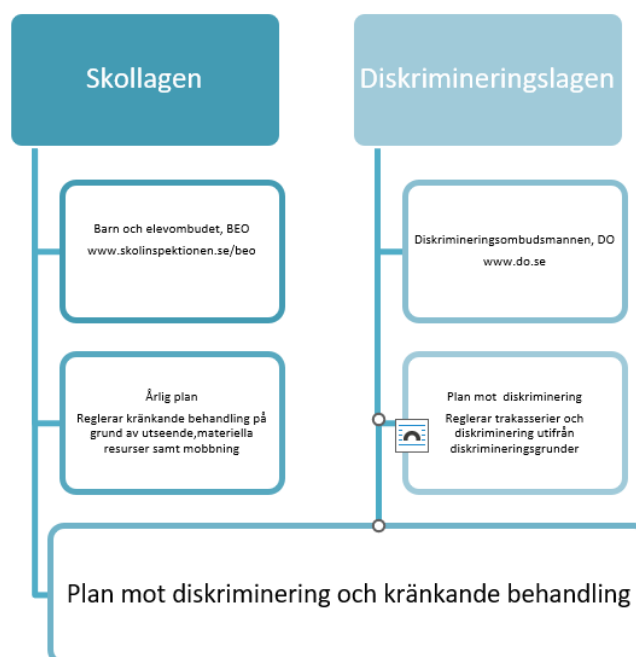 Skollagen
Diskrimineringslagen
Barn och elevombudet, BEO
www.skolinspektionen.se/beo
Diskrimineringsombudsmannen, DO
www.do.se
Årlig plan
Reglerar kränkande behandling på
grund av utseende,materiella
resurser samt mobbning
Plan mot diskriminering
Reglerar trakasserier och
diskriminering utifrån
diskrimineringsgrunder
Plan mot diskriminering och kränkande behandling